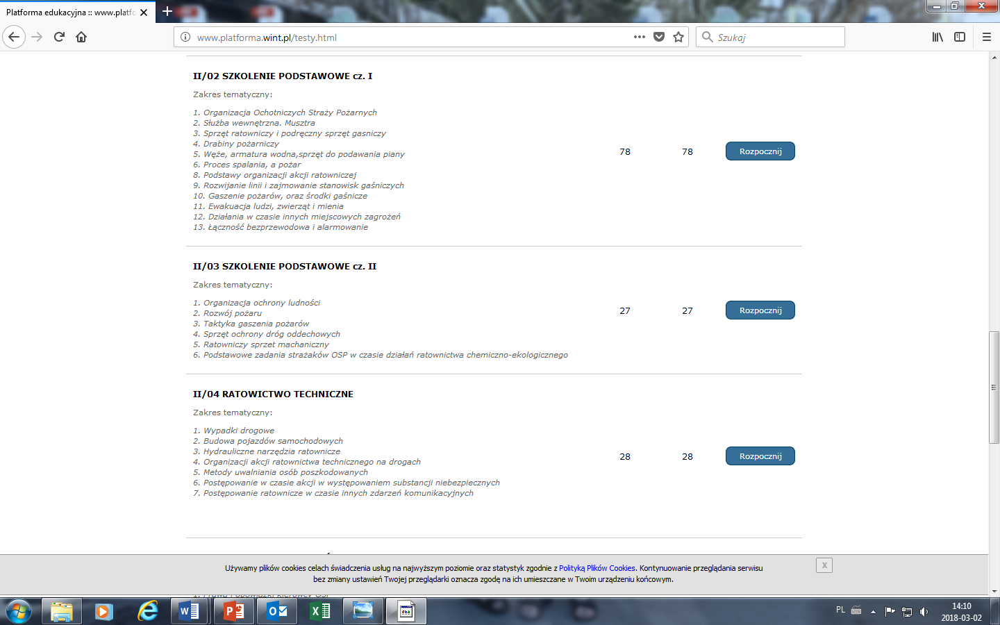 Platforma edukacyjna :: www.platfo
www.platforma.wint.pl/testy.html
Szukaj
II/02 SZKOLENIE PODSTAWOWE cz. I
Zakres tematyczny:
1. Organizacja Ochotniczych Straży Pożarnych
2. Służba wewnętrzna. Musztra
3. Sprzęt ratowniczy i podręczny sprzęt gasniczy
4. Drabiny pożarniczy
5. Węże, armatura wodna,sprzęt do podawania piany
6. Proces spalania, a pożar
8. Podstawy organizacji akcji ratowniczej
9. Rozwijanie linii i zajmowanie stanowisk gaśniczych
10. Gaszenie pożarów, oraz środki gaśnicze
11. Ewakuacja ludzi, zwierząt i mienia
12. Działania w czasie innych miejscowych zagrożeń
13. Łączność bezprzewodowa i alarmowanie
78 78 Rozpocznij
II/03 SZKOLENIE PODSTAWOWE cz. II
Zakres tematyczny:
1. Organizacja ochrony ludności
2. Rozwój pożaru
3. Taktyka gaszenia pożarów
4. Sprzęt ochrony dróg oddechowych
5. Ratowniczy sprzet machaniczny
6. Podstawowe zadania strażaków OSP w czasie działań ratownictwa chemiczno-ekologicznego
27 27 Rozpocznij
II/04 RATOWICTWO TECHNICZNE
Zakres tematyczny:
1. Wypadki drogowe
2. Budowa pojazdów samochodowych
3. Hydrauliczne narzędzia ratownicze
4. Organizacji akcji ratownictwa technicznego na drogach
5. Metody uwalniania osób poszkodowanych
6. Postępowanie w czasie akcji w występowaniem substancji niebezpiecznych
7. Postępowanie ratownicze w czasie innych zdarzeń komunikacyjnych
28 28 Rozpocznij
Używamy plików cookies celach świadczenia usług na najwyższym poziomie oraz statystyk zgodnie z Polityką Plików Cookies. Kontynuowanie przeglądania serwisu
bez zmiany ustawień Twojej przeglądarki oznacza zgodę na ich umieszczane w Twoim urządzeniu końcowym.
x
1. Prawa i obowiązki kierowcy OSP
PL
14:10
2018-03-02